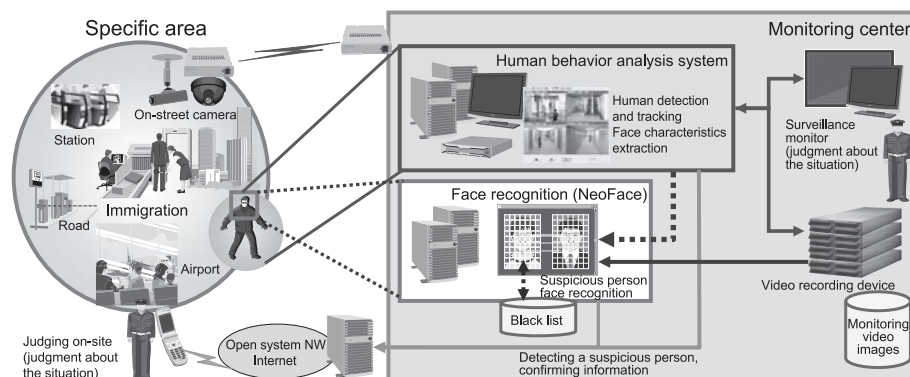 Specific area
Station
On-street camera
Immigration
Road
Airport
Judging on-site
(judgment about
the situation)
Open system NW
Internet
Monitoring center
Human behavior analysis system
Human detection
and tracking
Face characteristics
extraction
Surveillance
monitor
(judgment about
the situation)
Face recognition (NeoFace)
Suspicious person
face recognition
Black list
Video recording device
Monitoring
video
images
Detecting a suspicious person,
confirming information